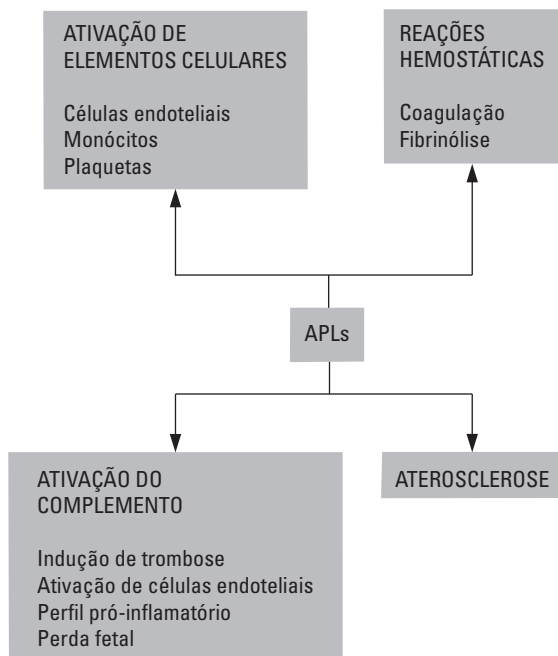 ATIVAÇÃO DE
ELEMENTOS CELULARES
Células endoteliais
Monócitos
Plaquetas
REAÇÕES
HEMOSTÁTICAS
Coagulação
Fibrinólise
APLs
ATIVAÇÃO DO
COMPLEMENTO
Indução de trombose
Ativação de células endoteliais
Perfil pró-inflamatório
Perda fetal
ATEROSCLEROSE